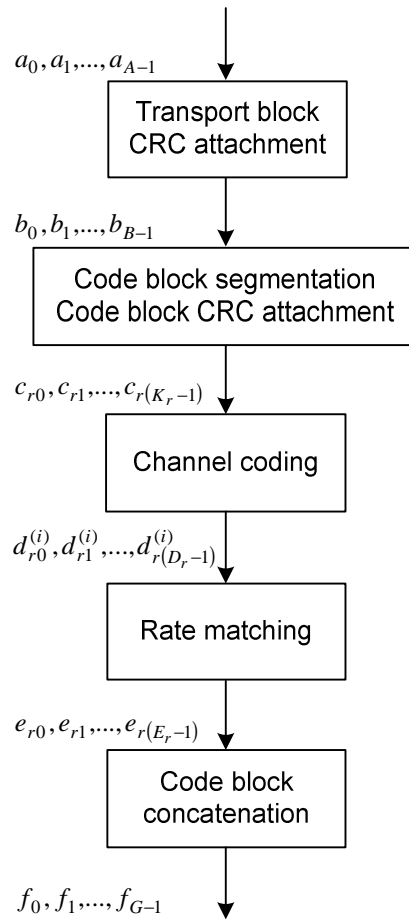 a_0, a_1,..., a_{A−1}
Transport block
CRC attachment
b_0, b_1,..., b_{B−1}
Code block segmentation
Code block CRC attachment
c_{r0}, c_{r1},..., c_{r(K_r−1)}
Channel coding
d_{r0}^{(i)}, d_{r1}^{(i)},..., d_{r(D_r−1)}^{(i)}
Rate matching
e_{r0}, e_{r1},..., e_{r(E_r−1)}
Code block
concatenation
f_0, f_1,..., f_{G−1}